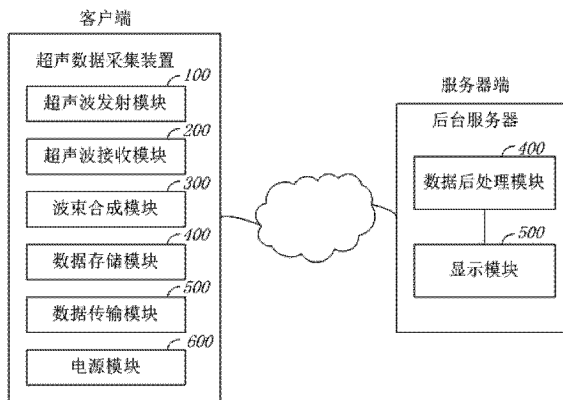 客户端
超声数据采集装置
100
超声波发射模块
200
超声波接收模块
300
波束合成模块
400
数据存储模块
500
数据传输模块
600
电源模块
服务器端
后台服务器
400
数据后处理模块
500
显示模块